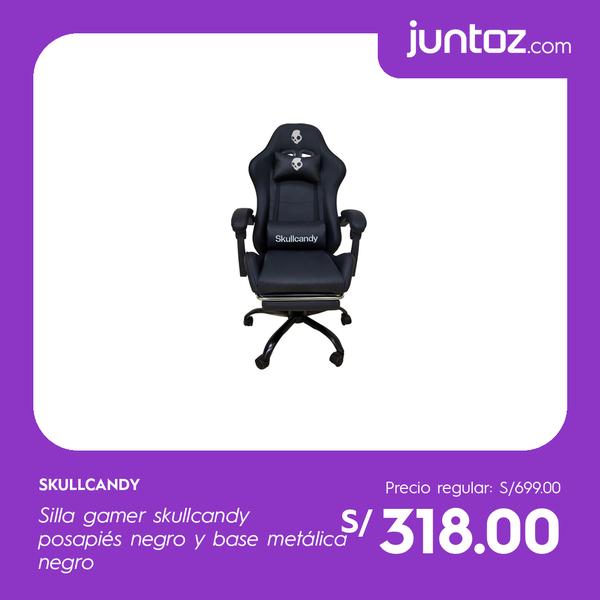 juntoz.com
Skullcandy
SKULLCANDY
Silla gamer skullcandy
posapiés negro y base metálica
negro
Precio regular: S/699.00
S/318.00